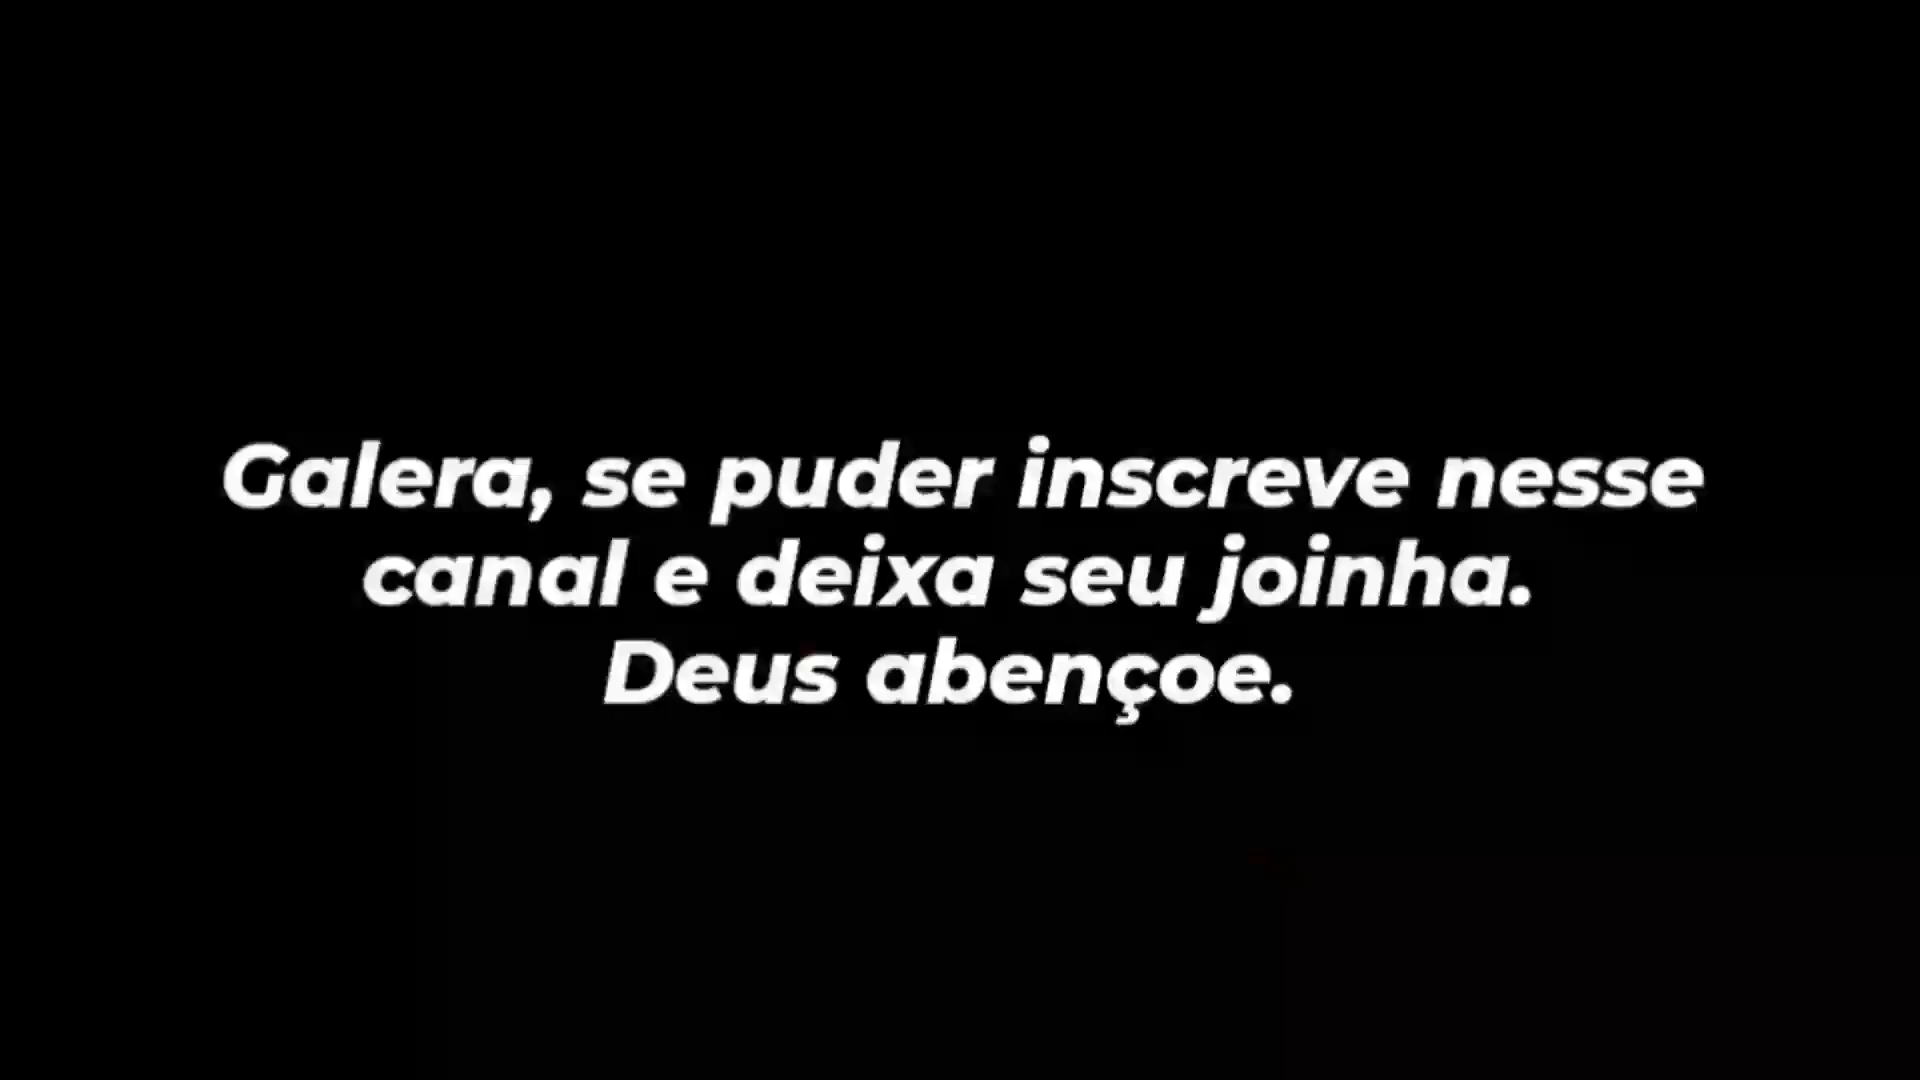 Galera, se puder inscreve nesse
canal e deixa seu joinha.
Deus abençoe.